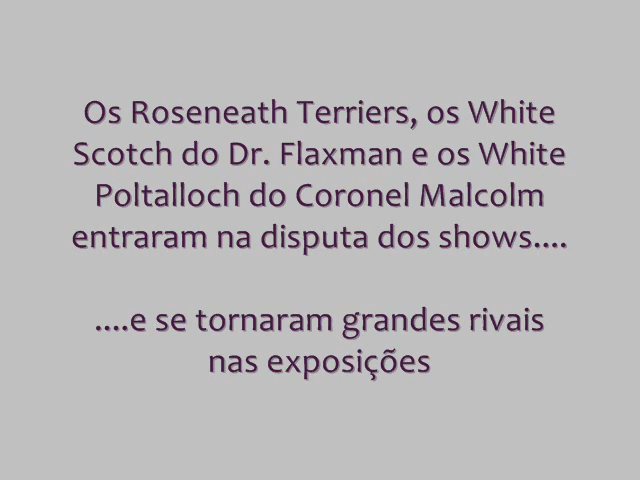 Os Roseneath Terriers, os White
Scotch do Dr. Flaxman e os White
Poltalloch do Coronel Malcolm
entraram na disputa dos shows....
....e se tornaram grandes rivais
nas exposições